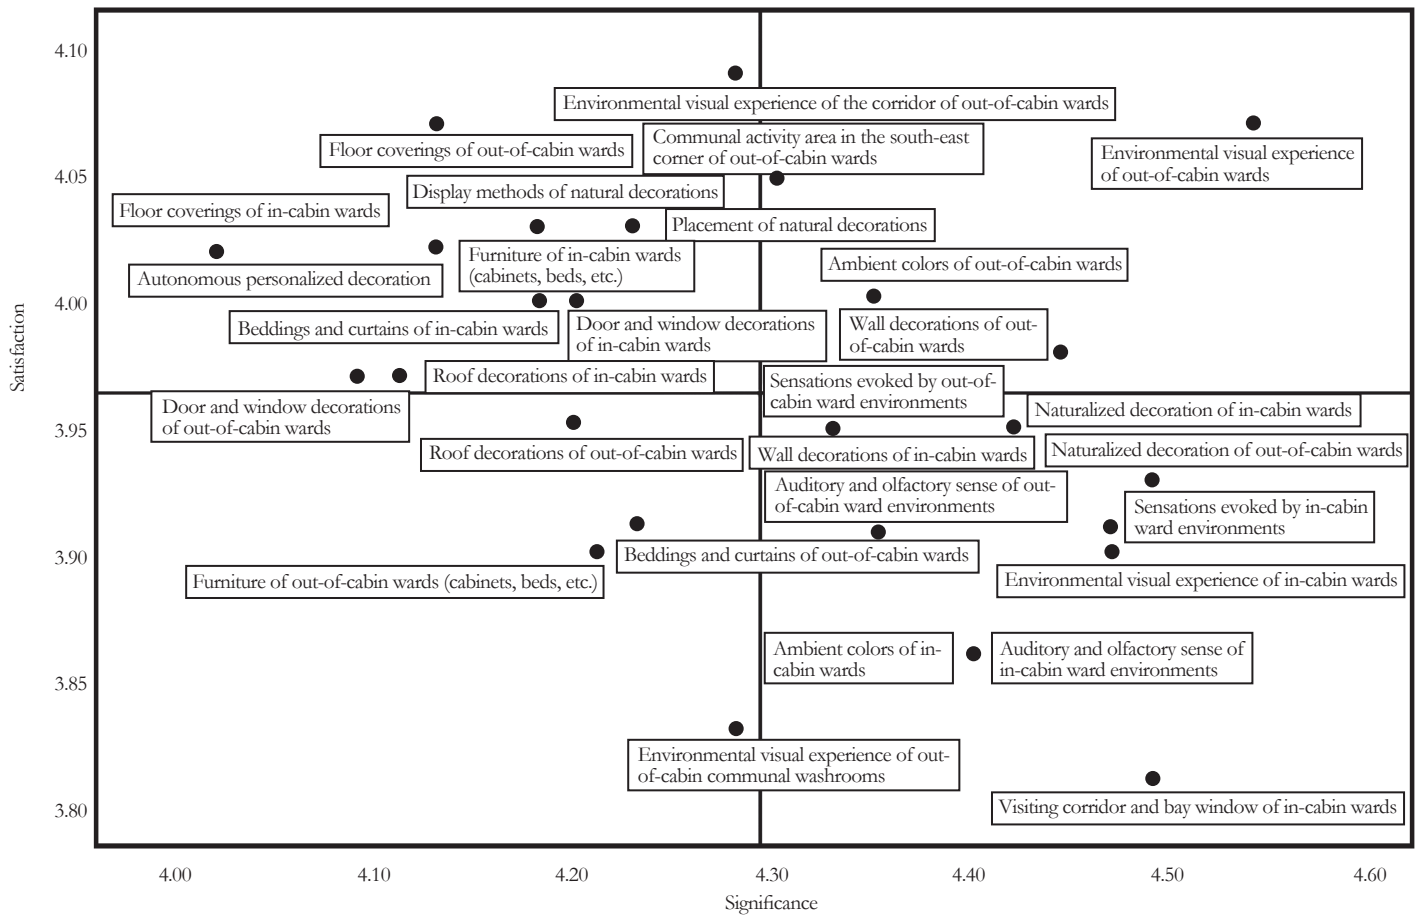 4.10
Environmental visual experience of the corridor of out-of-cabin wards
Floor coverings of out-of-cabin wards
Communal activity area in the south-east
corner of out-of-cabin wards
Environmental visual experience
of out-of-cabin wards
4.05
Display methods of natural decorations
Floor coverings of in-cabin wards
Placement of natural decorations
Furniture of in-cabin wards
(cabinets, beds, etc.)
Ambient colors of out-of-cabin wards
Autonomous personalized decoration
4.00
Beddings and curtains of in-cabin wards
Door and window decorations
of in-cabin wards
Wall decorations of out-
of-cabin wards
Satisfaction
Roof decorations of in-cabin wards
Sensations evoked by out-of-
cabin ward environments
Door and window decorations
of out-of-cabin wards
Naturalized decoration of in-cabin wards
3.95
Roof decorations of out-of-cabin wards
Wall decorations of in-cabin wards
Naturalized decoration of out-of-cabin wards
Auditory and olfactory sense of out-
of-cabin ward environments
Sensations evoked by in-cabin
ward environments
3.90
Beddings and curtains of out-of-cabin wards
Furniture of out-of-cabin wards (cabinets, beds, etc.)
Environmental visual experience of in-cabin wards
Ambient colors of in-
cabin wards
Auditory and olfactory sense of
in-cabin ward environments
3.85
Environmental visual experience of out-
of-cabin communal washrooms
3.80
Visiting corridor and bay window of in-cabin wards
4.00
4.10
4.20
4.30
4.40
4.50
4.60
Significance